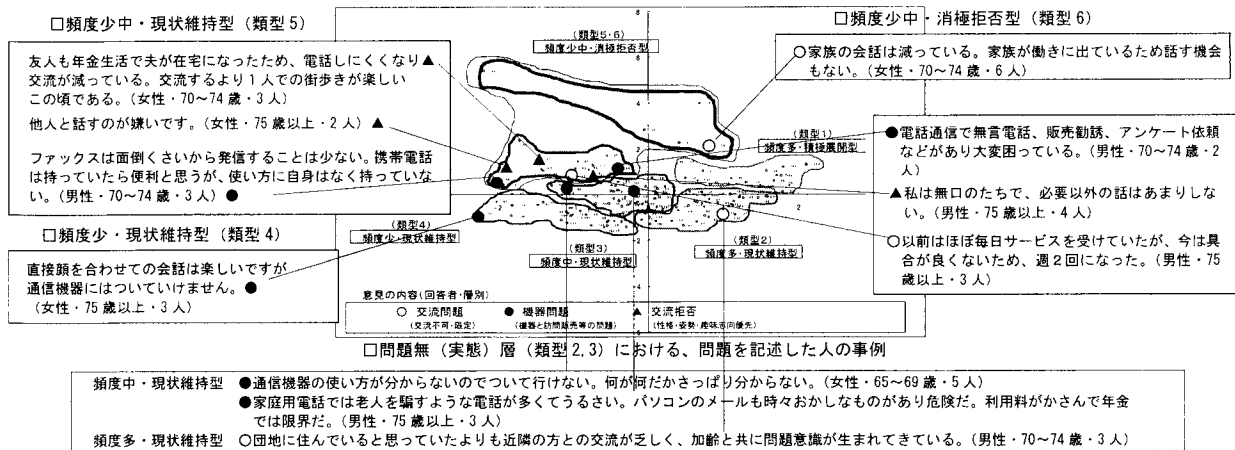 □頻度少中・現状維持型（類型5）
友人も年金生活で夫が在宅になったため、電話しにくくなり▲
交流が減っている。交流するより１人での街歩きが楽しい
この頃である。（女性・70～74歳・3人）
他人と話すのが嫌いです。（女性・75歳以上・2人）▲
ファックスは面倒くさいから発信することは少ない。携帯電話
は持っていたら便利と思うが、使い方に自身はなく持っていな
い。（男性・70～74歳・3人）●
□頻度少・現状維持型（類型4）
直接顔を合わせての会話は楽しいですが
通信機器にはついていけません。●
（女性・75歳以上・3人）
（類型5・6）
頻度少中・消極拒否型
（類型1）
頻度多・積極展開型
（類型4）
頻度少・現状維持型
（類型3）
頻度中・現状維持型
（類型2）
頻度多・現状維持型
8
6
4
2
2
4
意見の内容（回答者・層別）
○ 交流問題
（交流不可・限定）
● 機器問題
（機器と訪問販売等の問題）
▲ 交流拒否
（性格・姿勢・趣味志向優先）
□頻度少中・消極拒否型（類型6）
○家族の会話は減っている。家族が働きに出ているため話す機会
もない。（女性・70～74歳・6人）
●電話通信で無言電話、販売勧誘、アンケート依頼
などがあり大変困っている。（男性・70～74歳・2
人）
▲私は無口のたちで、必要以外の話はあまりしな
い。（男性・75歳以上・4人）
○以前はほぼ毎日サービスを受けていたが、今は具
合が良くないため、週２回になった。（男性・75
歳以上・3人）
□問題無（実態）層（類型2,3）における、問題を記述した人の事例
頻度中・現状維持型 ●通信機器の使い方が分からないのでついて行けない。何が何だかさっぱり分からない。（女性・65～69歳・5人）
●家庭用電話では老人を騙すような電話が多くてうるさい。パソコンのメールも時々おかしなものがあり危険だ。利用料がかさんで年金
では限界だ。（男性・75歳以上・3人）
頻度多・現状維持型 ○団地に住んでいると思っていたよりも近隣の方との交流が乏しく、加齢と共に問題意識が生まれてきている。（男性・70～74歳・3人）